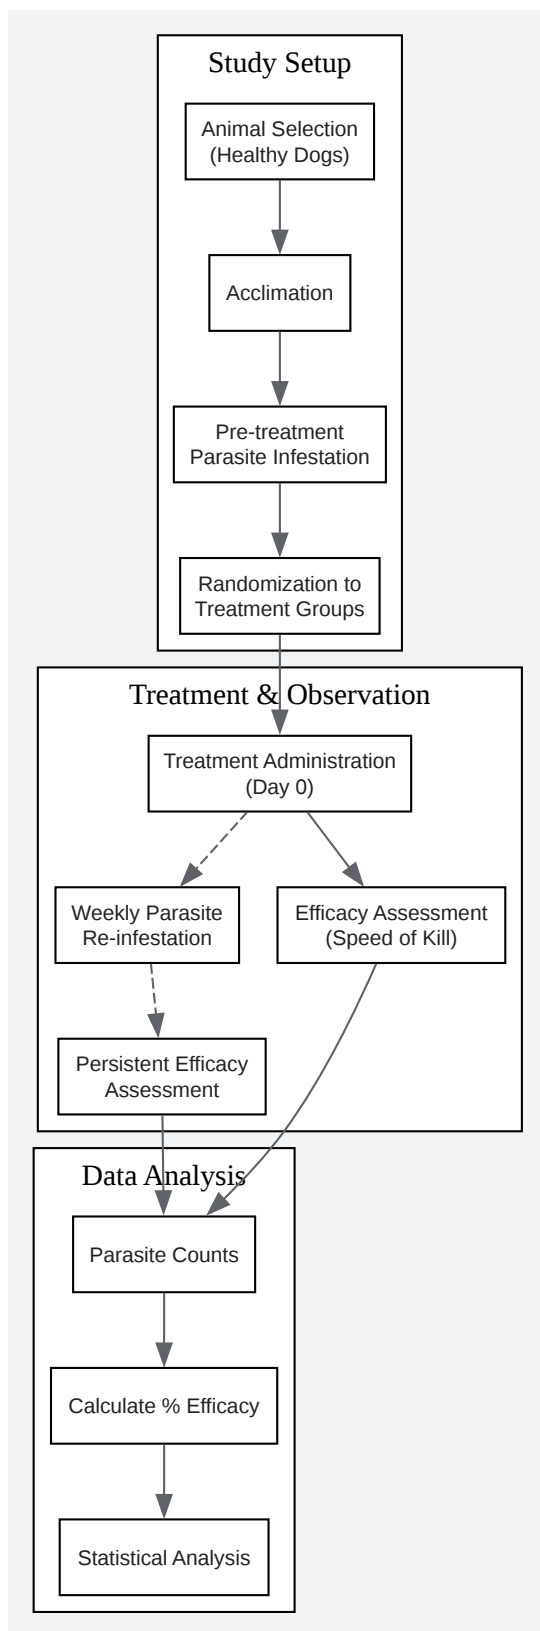 Study Setup
Animal Selection
(Healthy Dogs)
Acclimation
Pre-treatment
Parasite Infestation
Randomization to
Treatment Groups
Treatment & Observation
Treatment Administration
(Day 0)
Weekly Parasite
Re-infestation
Efficacy Assessment
(Speed of Kill)
Persistent Efficacy
Assessment
Data Analysis
Parasite Counts
Calculate % Efficacy
Statistical Analysis